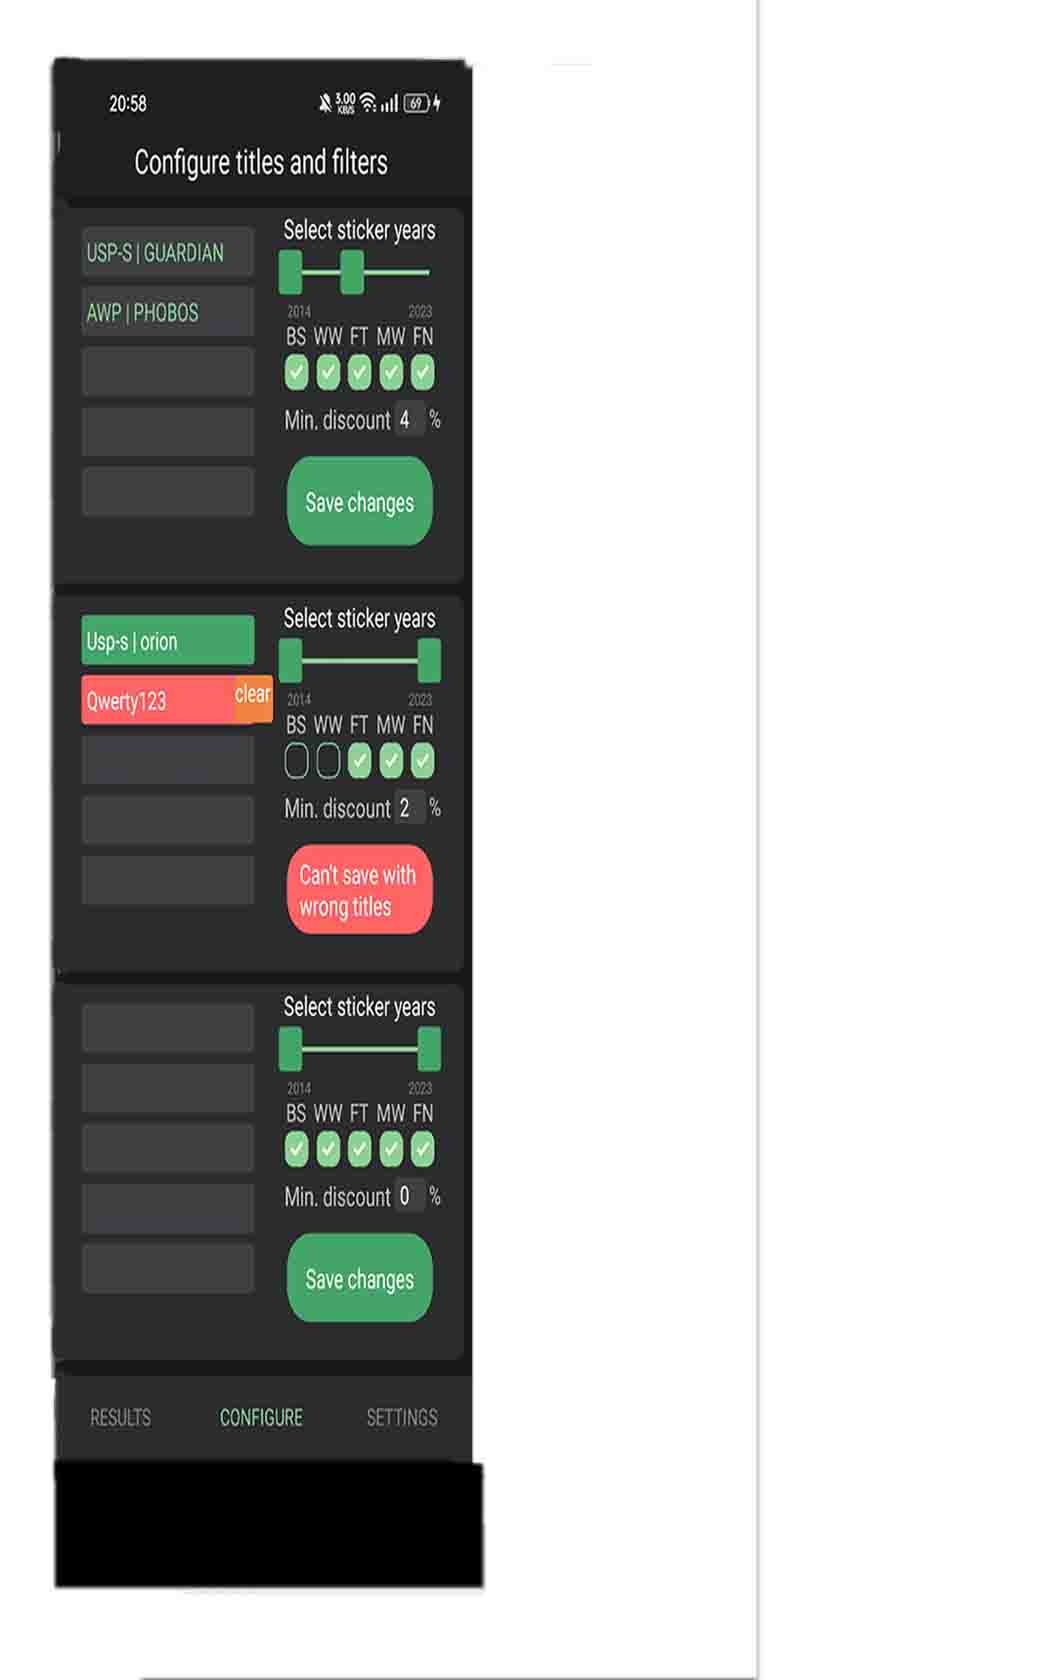 20:58
3.00
KB/S
69
Configure titles and filters
Select sticker years
USP-S | GUARDIAN
AWP | PHOBOS
2014 2023
BS WW FT MW FN
Min. discount 4 %
Save changes
Select sticker years
Usp-s | orion
Qwerty123 clear
2014 2023
BS WW FT MW FN
Min. discount 2 %
Can't save with
wrong titles
Select sticker years
2014 2023
BS WW FT MW FN
Min. discount 0 %
Save changes
RESULTS CONFIGURE SETTINGS